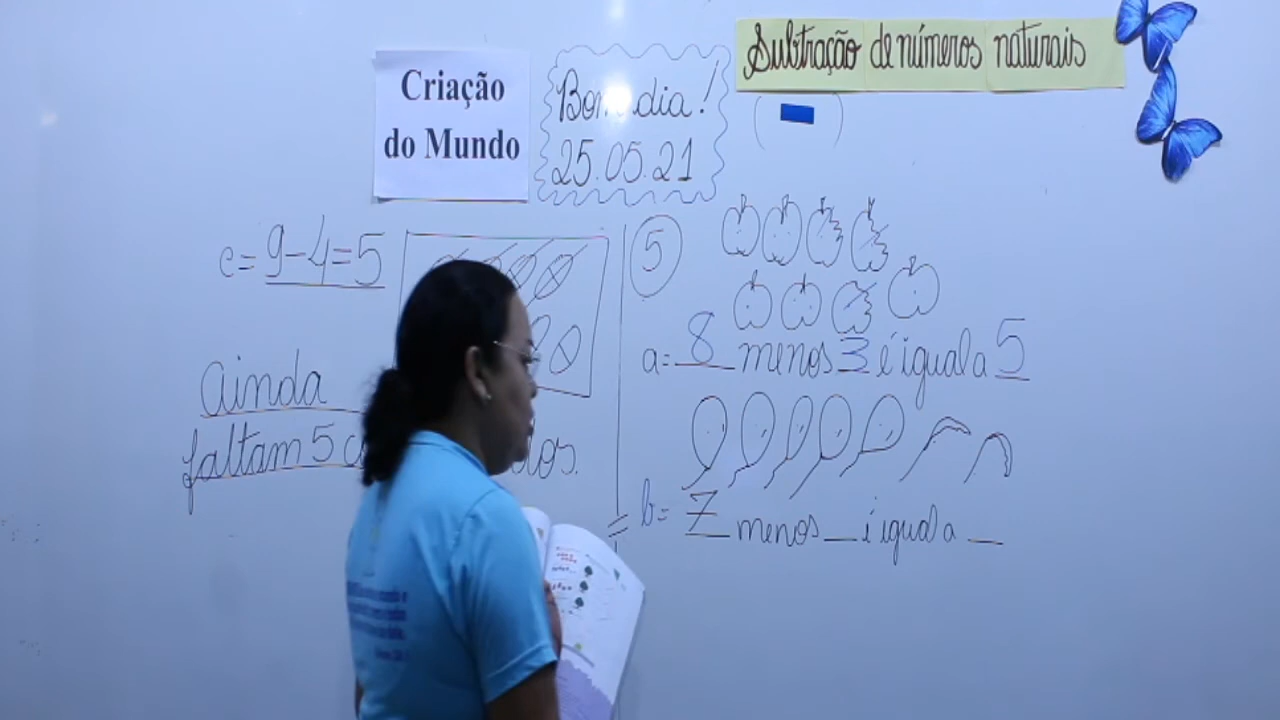 Criação
do Mundo
Bom dia!
25.05.21
Subtração de números naturais
c= 9-4=5
Ainda
faltam 5
5
a= 8 menos 3 é igual a 5
b= 7 menos _ é igual a _